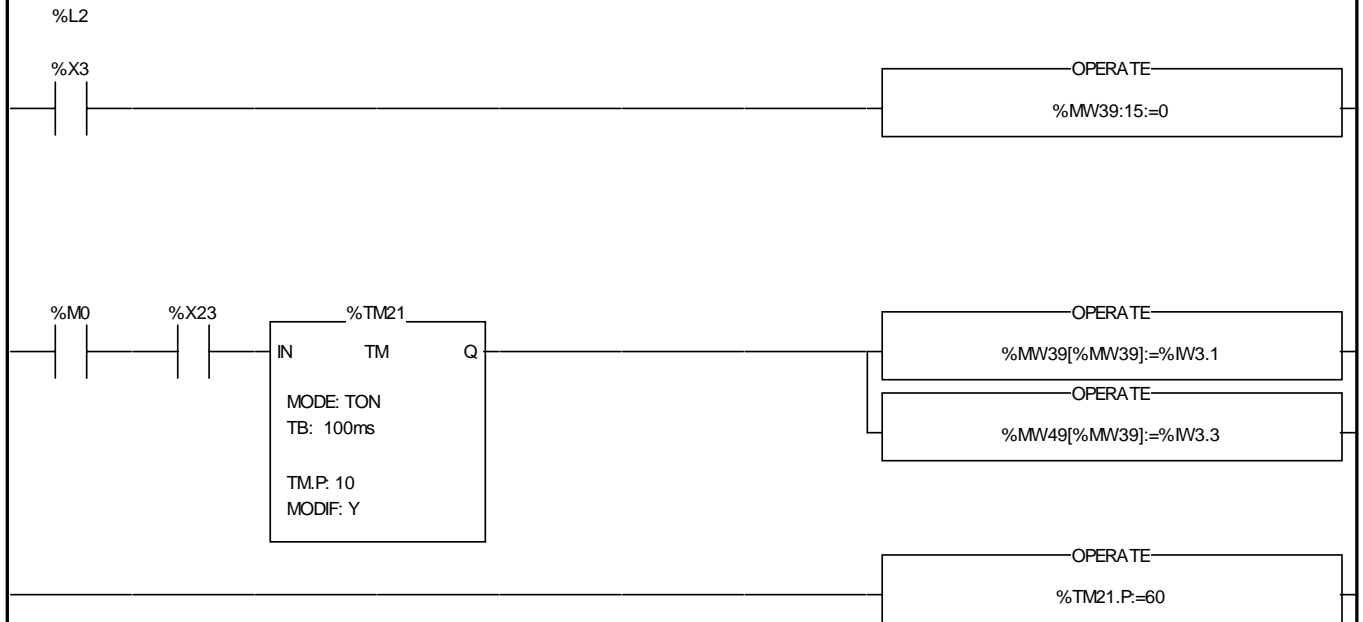 %L2
%X3
OPERATE
%MW39:15:=0
%M0 %X23 %TM21 OPERATE
IN TM Q %MW39[%MW39]:=%IW3.1
MODE: TON OPERATE
TB: 100ms %MW49[%MW39]:=%IW3.3
TM.P: 10
MODIF: Y
OPERATE
%TM21.P:=60